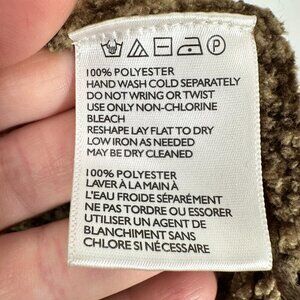 100% POLYESTER
HAND WASH COLD SEPARATELY
DO NOT WRING OR TWIST
USE ONLY NON-CHLORINE
BLEACH
RESHAPE LAY FLAT TO DRY
LOW IRON AS NEEDED
MAY BE DRY CLEANED
100% POLYESTER
LAVER À LA MAIN À
L'EAU FROIDE SÉPARÉMENT
NE PAS TORDRE OU ESSORER
UTILISER UN AGENT DE
BLANCHIMENT SANS
CHLORE SI NÉCESSAIRE